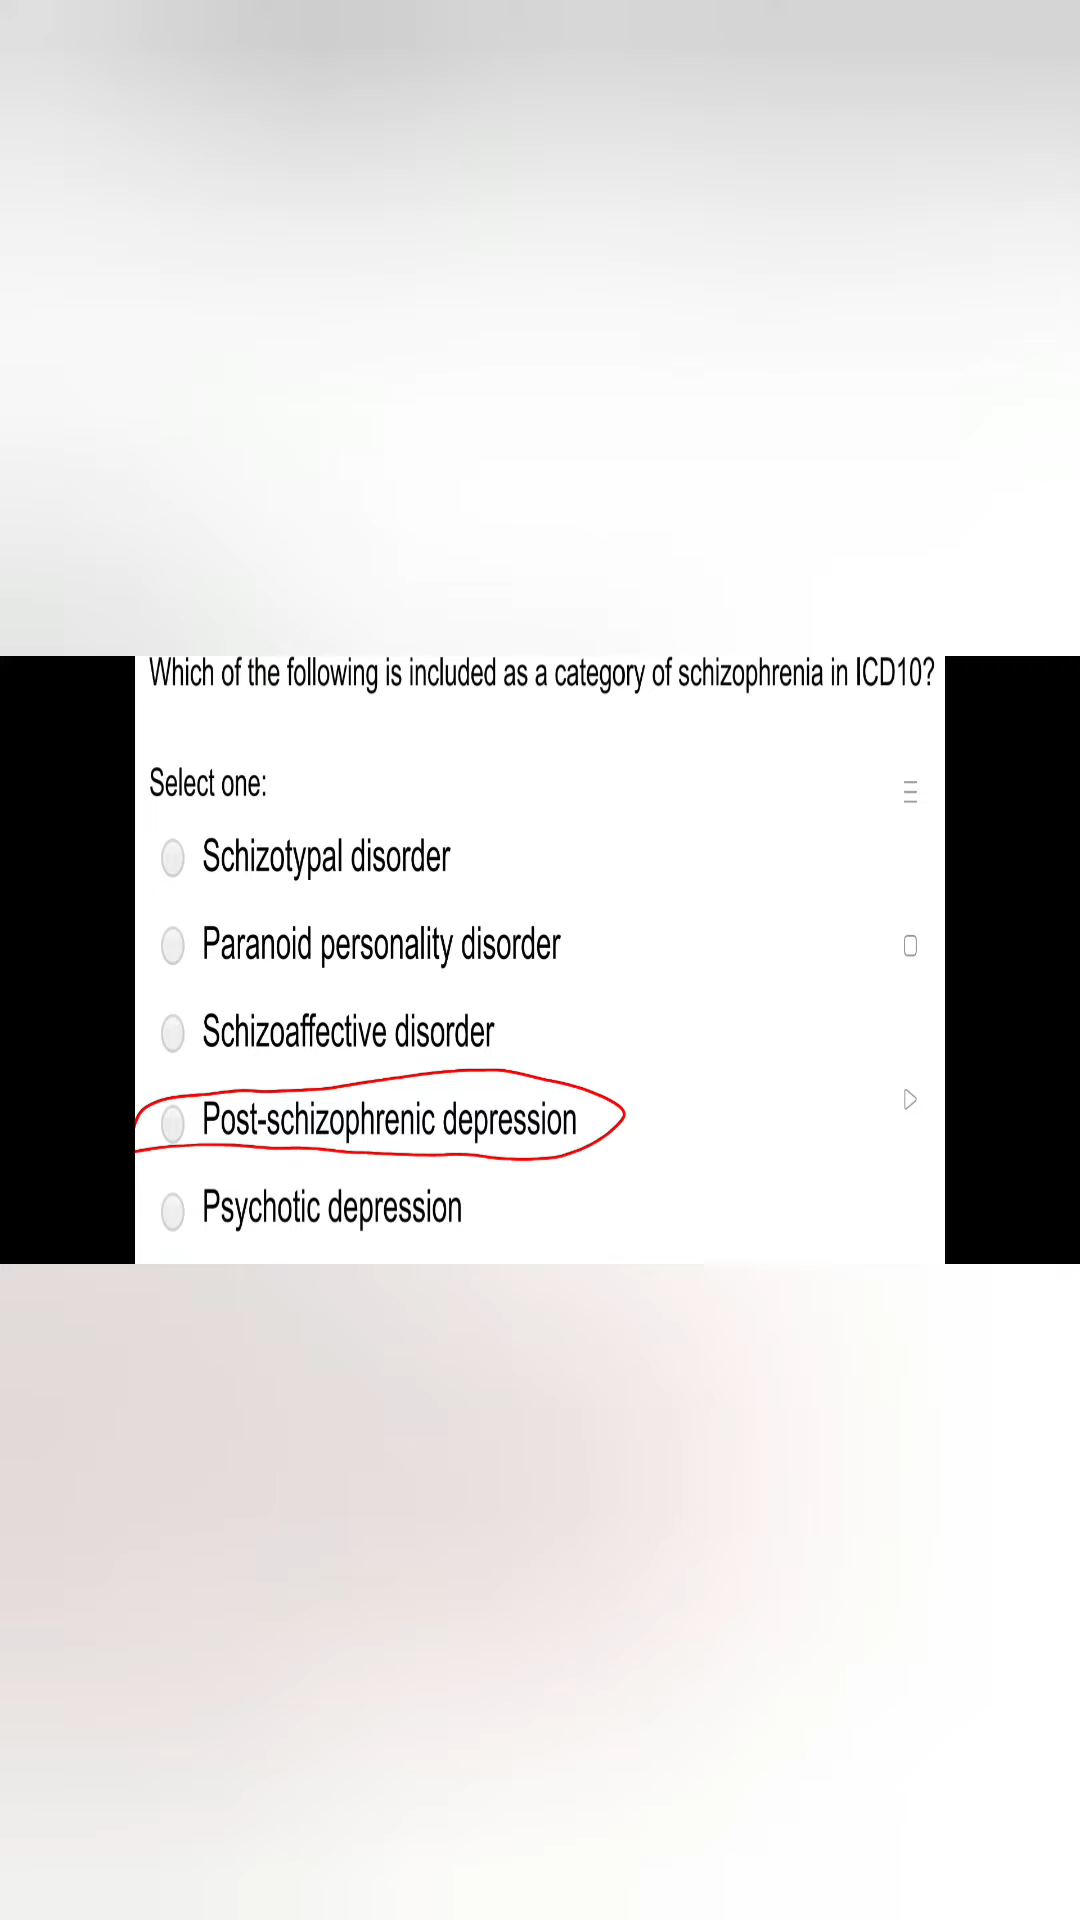 Which of the following is included as a category of schizophrenia in ICD10?
Select one:
Schizotypal disorder
Paranoid personality disorder
Schizoaffective disorder
Post-schizophrenic depression
Psychotic depression